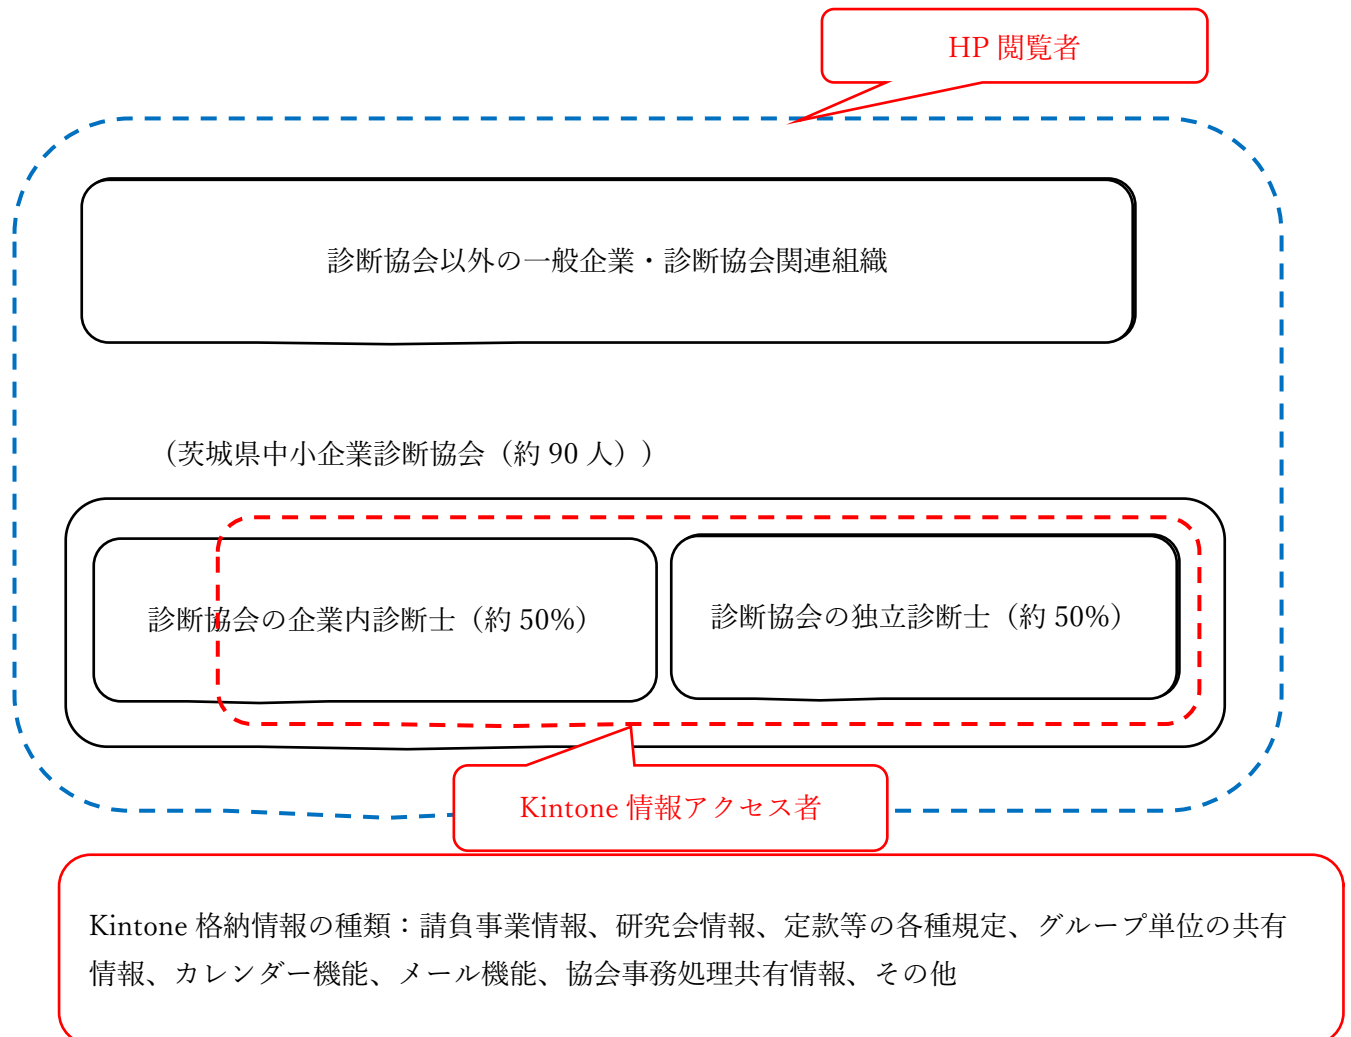 HP 閲覧者
診断協会以外の一般企業・診断協会関連組織
（茨城県中小企業診断協会（約 90 人））
診断協会の企業内診断士（約 50%）
診断協会の独立診断士（約 50%）
Kintone 情報アクセス者
Kintone 格納情報の種類：請負事業情報、研究会情報、定款等の各種規定、グループ単位の共有
情報、カレンダー機能、メール機能、協会事務処理共有情報、その他